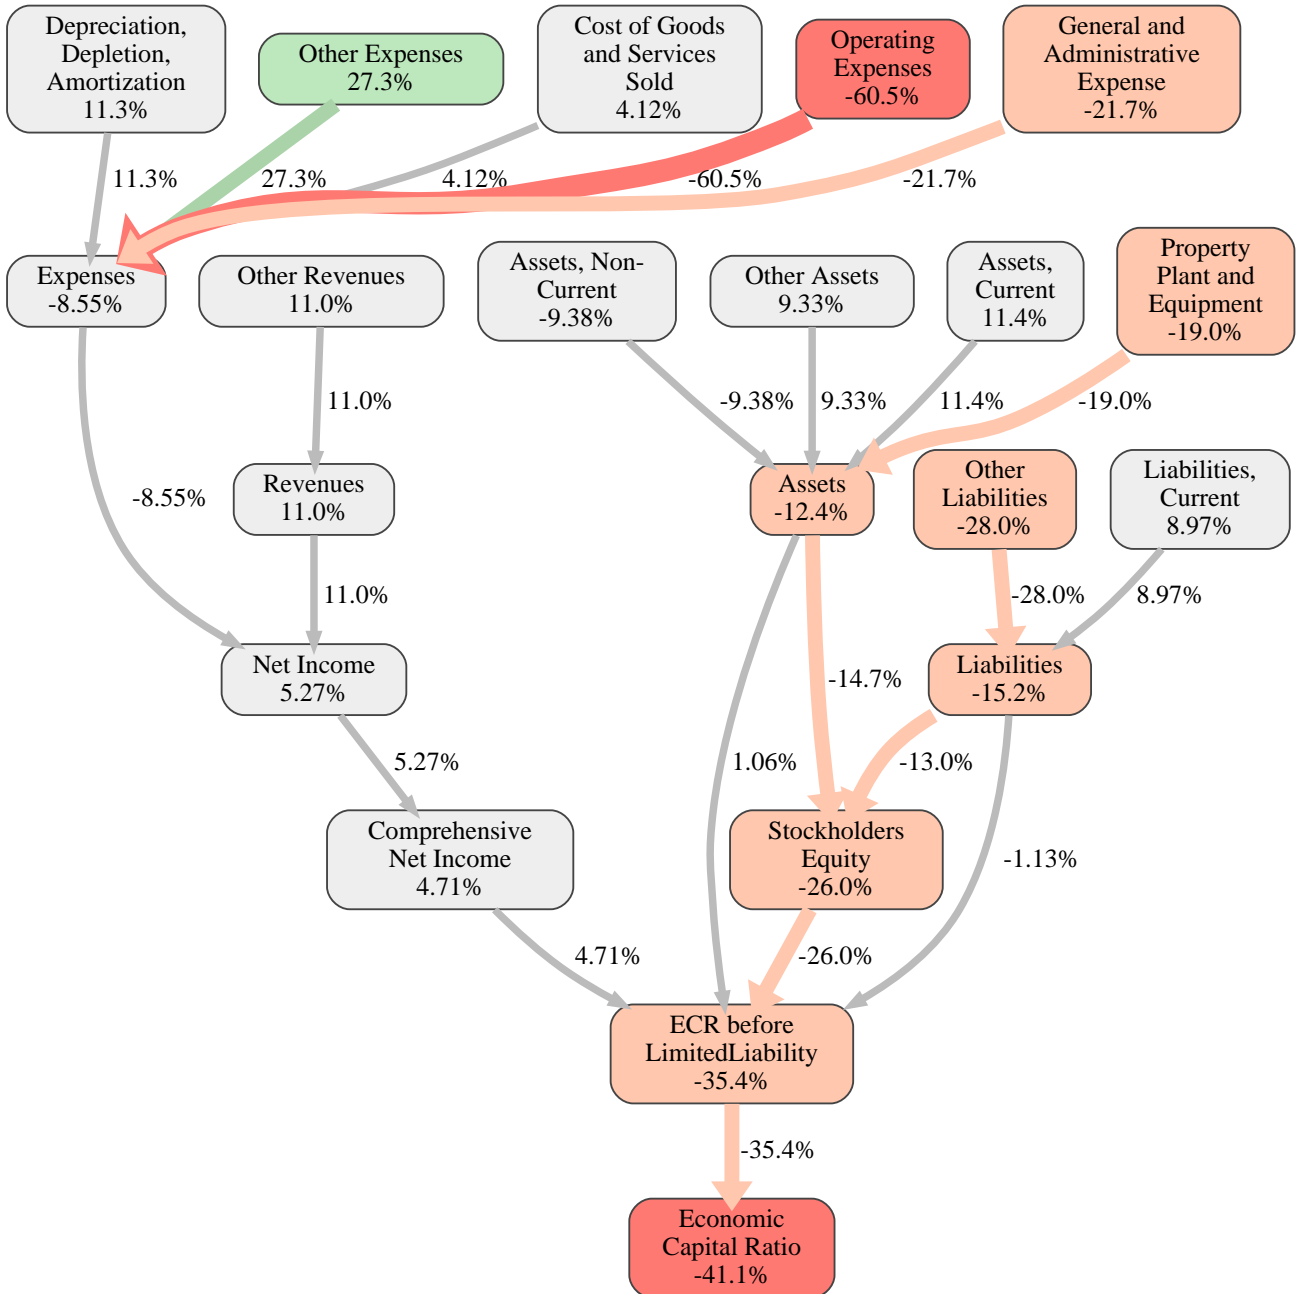 Depreciation,
Depletion,
Amortization
11.3%
Other Expenses
27.3%
Cost of Goods
and Services
Sold
4.12%
Operating
Expenses
-60.5%
General and
Administrative
Expense
-21.7%
11.3%
27.3%
4.12%
-60.5%
-21.7%
Expenses
-8.55%
Other Revenues
11.0%
Assets, Non-
Current
-9.38%
Other Assets
9.33%
Assets,
Current
11.4%
Property
Plant and
Equipment
-19.0%
11.0%
-9.38%
9.33%
11.4%
-19.0%
-8.55%
Revenues
11.0%
Assets
-12.4%
Other
Liabilities
-28.0%
Liabilities,
Current
8.97%
11.0%
-28.0%
8.97%
Net Income
5.27%
-14.7%
Liabilities
-15.2%
5.27%
1.06%
-13.0%
Comprehensive
Net Income
4.71%
Stockholders
Equity
-26.0%
-1.13%
4.71%
-26.0%
ECR before
LimitedLiability
-35.4%
-35.4%
Economic
Capital Ratio
-41.1%